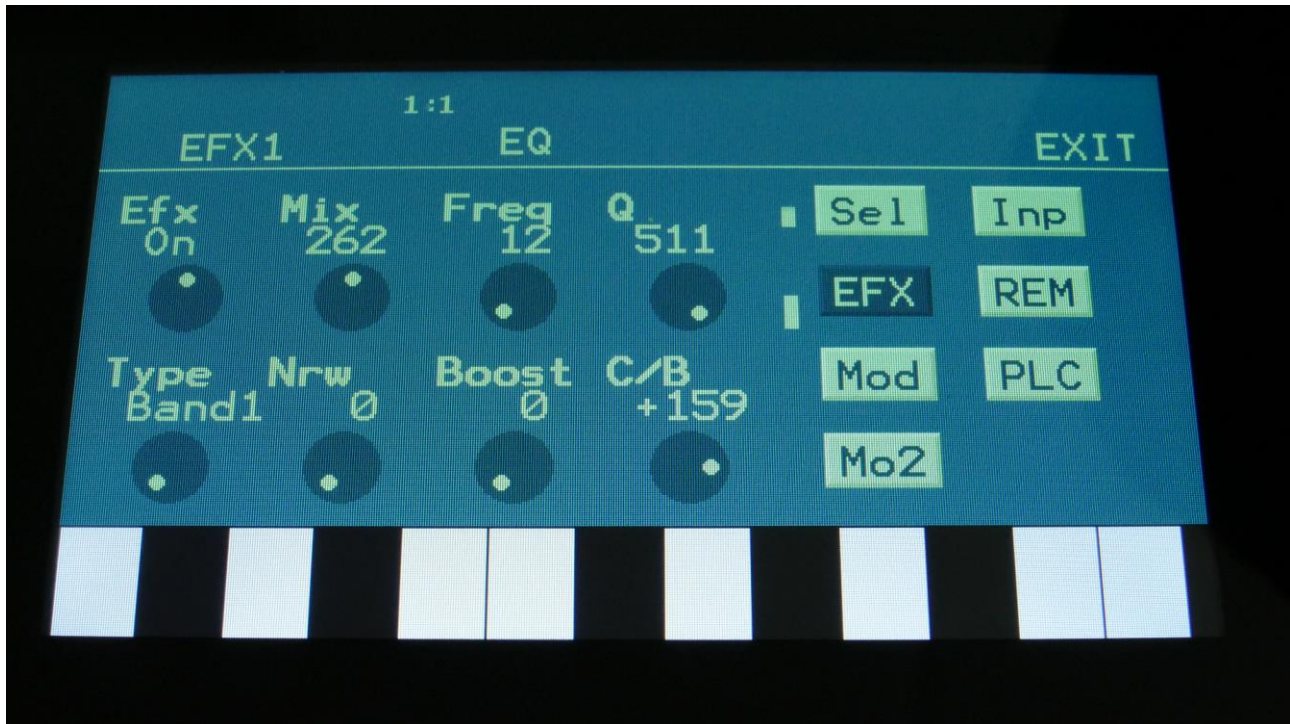 1:1
EFX1 EQ EXIT
Efx Mix Freq Q Sel Inp
On 262 12 511
EFX REM
Type Nrw Boost C/B Mod PLC
Band1 0 0 +159
Mo2